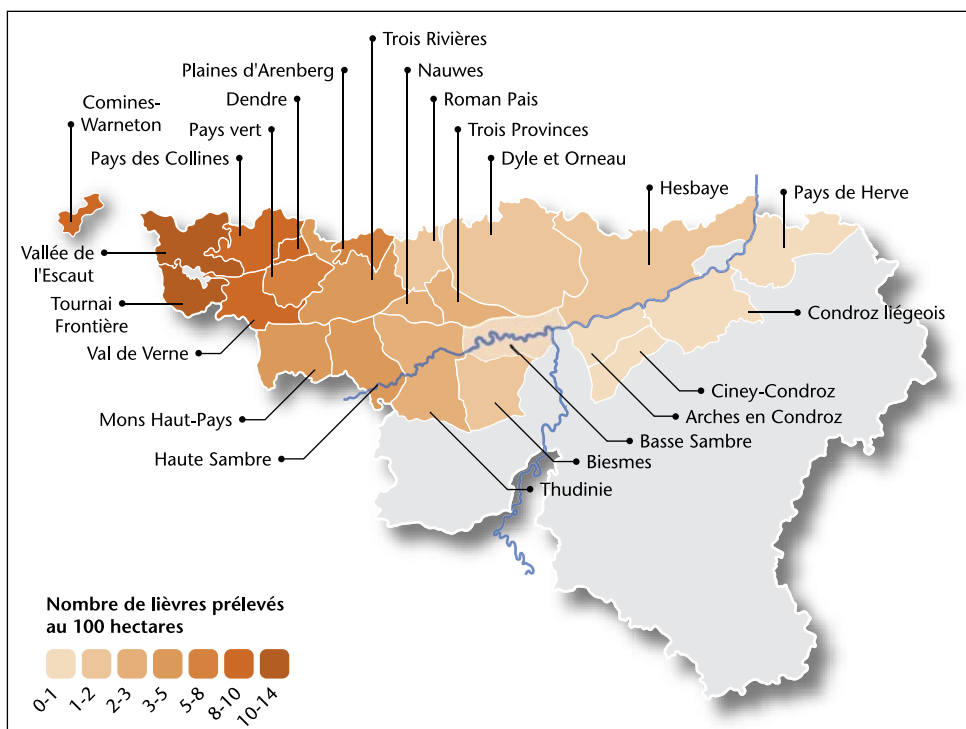 Trois Rivières
Plaines d'Arenberg
Nauwes
Dendre
Roman Pais
Comines-
Warneton
Pays vert
Trois Provinces
Pays des Collines
Dyle et Orneau
Hesbaye
Pays de Herve
Vallée de
l'Escaut
Tournai
Frontière
Condroz liégeois
Val de Verne
Ciney-Condroz
Mons Haut-Pays
Arches en Condroz
Basse Sambre
Haute Sambre
Biesmes
Thudinie
Nombre de lièvres prélevés
au 100 hectares
0-1
1-2
2-3
3-5
5-8
8-10
10-14